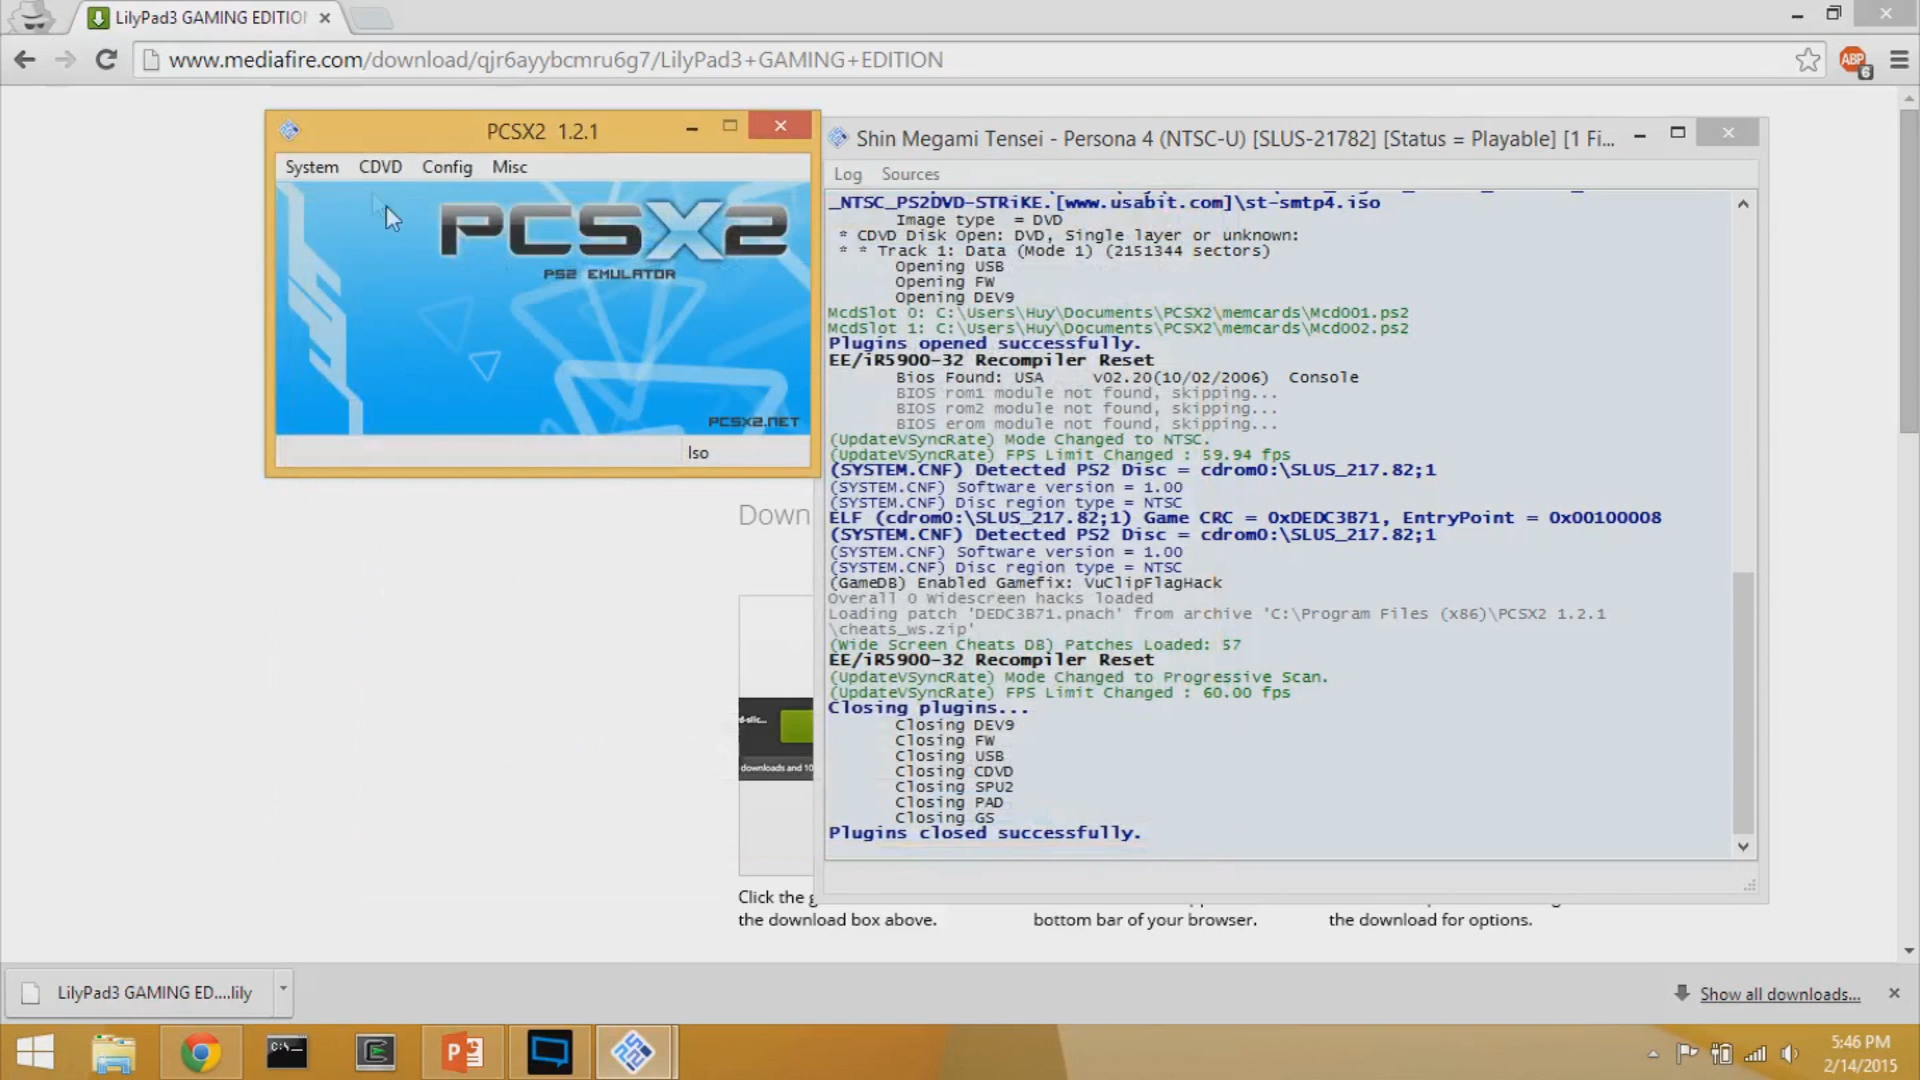 LilyPad3 GAMING EDITIO
www.mediafire.com/download/qjr6ayybcmru6g7/LilyPad3+GAMING+EDITION
ABP
6
PCSX2 1.2.1
System CDVD Config Misc
PCSX2
PS2 EMULATOR
PCSX2.NET
Iso
Shin Megami Tensei - Persona 4 (NTSC-U) [SLUS-21782] [Status = Playable] [1 Fi...
Log Sources
_NTSC_PS2DVD-STRiKE.[www.usabit.com]\st-smtp4.iso
Image type = DVD
* CDVD Disk Open: DVD, Single layer or unknown:
* * Track 1: Data (Mode 1) (2151344 sectors)
Opening USB
Opening FW
Opening DEV9
McdSlot 0: C:\Users\Huy\Documents\PCSX2\memcards\Mcd001.ps2
McdSlot 1: C:\Users\Huy\Documents\PCSX2\memcards\Mcd002.ps2
Plugins opened successfully.
EE/iR5900-32 Recompiler Reset
Bios Found: USA v02.20(10/02/2006) Console
BIOS rom1 module not found, skipping...
BIOS rom2 module not found, skipping...
BIOS erom module not found, skipping...
(UpdateVSyncRate) Mode Changed to NTSC.
(UpdateVSyncRate) FPS Limit Changed : 59.94 fps
(SYSTEM.CNF) Detected PS2 Disc = cdrom0:\SLUS_217.82;1
(SYSTEM.CNF) Software version = 1.00
(SYSTEM.CNF) Disc region type = NTSC
ELF (cdrom0:\SLUS_217.82;1) Game CRC = 0xDEDC3B71, EntryPoint = 0x00100008
(SYSTEM.CNF) Detected PS2 Disc = cdrom0:\SLUS_217.82;1
(SYSTEM.CNF) Software version = 1.00
(SYSTEM.CNF) Disc region type = NTSC
(GameDB) Enabled Gamefix: VuClipFlagHack
Overall 0 Widescreen hacks loaded
Loading patch 'DEDC3B71.pnach' from archive 'C:\Program Files (x86)\PCSX2 1.2.1
\cheats_ws.zip'
(Wide Screen Cheats DB) Patches Loaded: 57
EE/iR5900-32 Recompiler Reset
(UpdateVSyncRate) Mode Changed to Progressive Scan.
(UpdateVSyncRate) FPS Limit Changed : 60.00 fps
Closing plugins...
Closing DEV9
Closing FW
Closing USB
Closing CDVD
Closing SPU2
Closing PAD
Closing GS
Plugins closed successfully.
Down
d-slic...
downloads and 10
Click the g
the download box above.
bottom bar of your browser.
the download for options.
LilyPad3 GAMING ED....lily
Show all downloads...
5:46 PM
2/14/2015